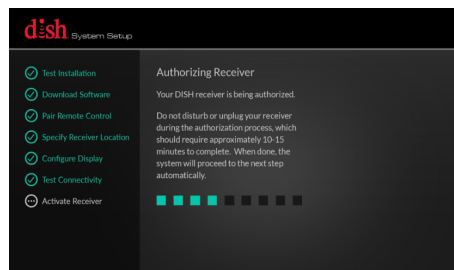 dish System Setup
Test Installation
Download Software
Pair Remote Control
Specify Receiver Location
Configure Display
Test Connectivity
Activate Receiver
Authorizing Receiver
Your DISH receiver is being authorized.
Do not disturb or unplug your receiver
during the authorization process, which
should require approximately 10-15
minutes to complete. When done, the
system will proceed to the next step
automatically.